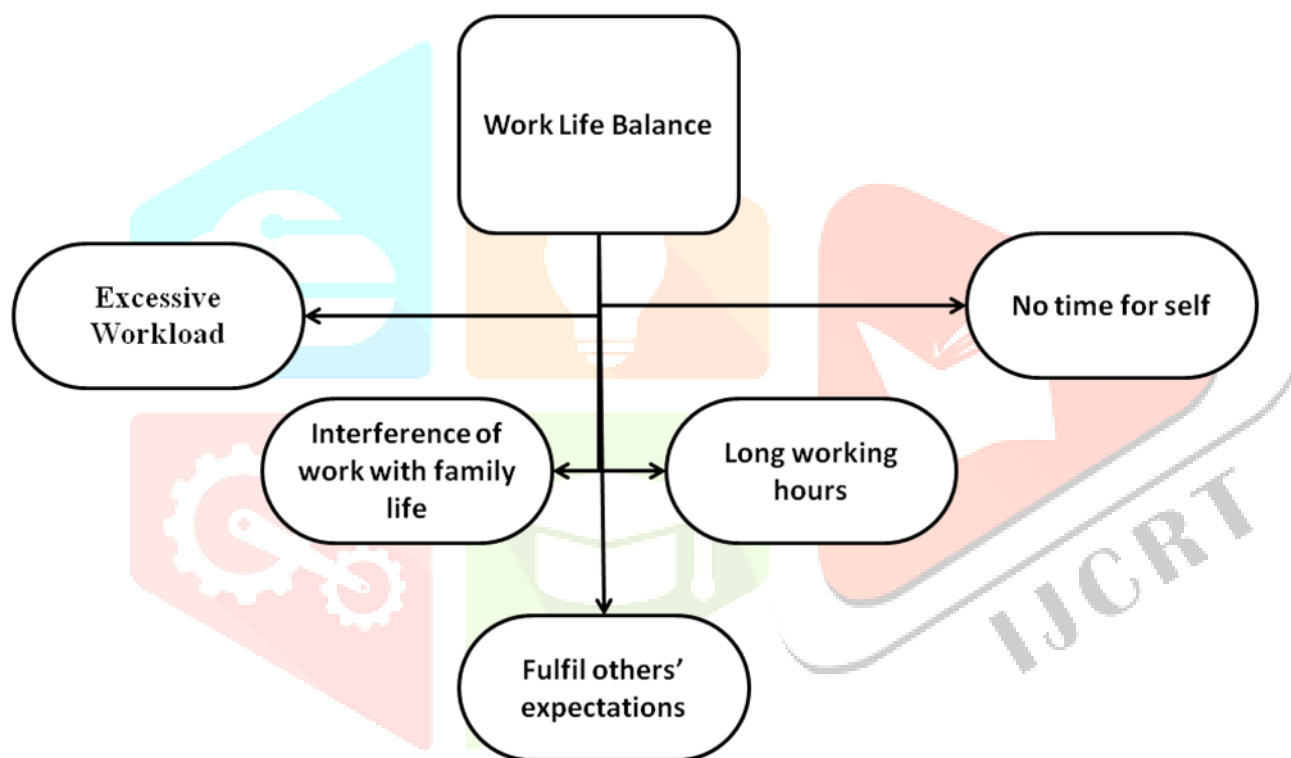 Work Life Balance
Excessive
Workload
No time for self
Interference of
work with family
life
Long working
hours
Fulfil others’
expectations
IJCRT